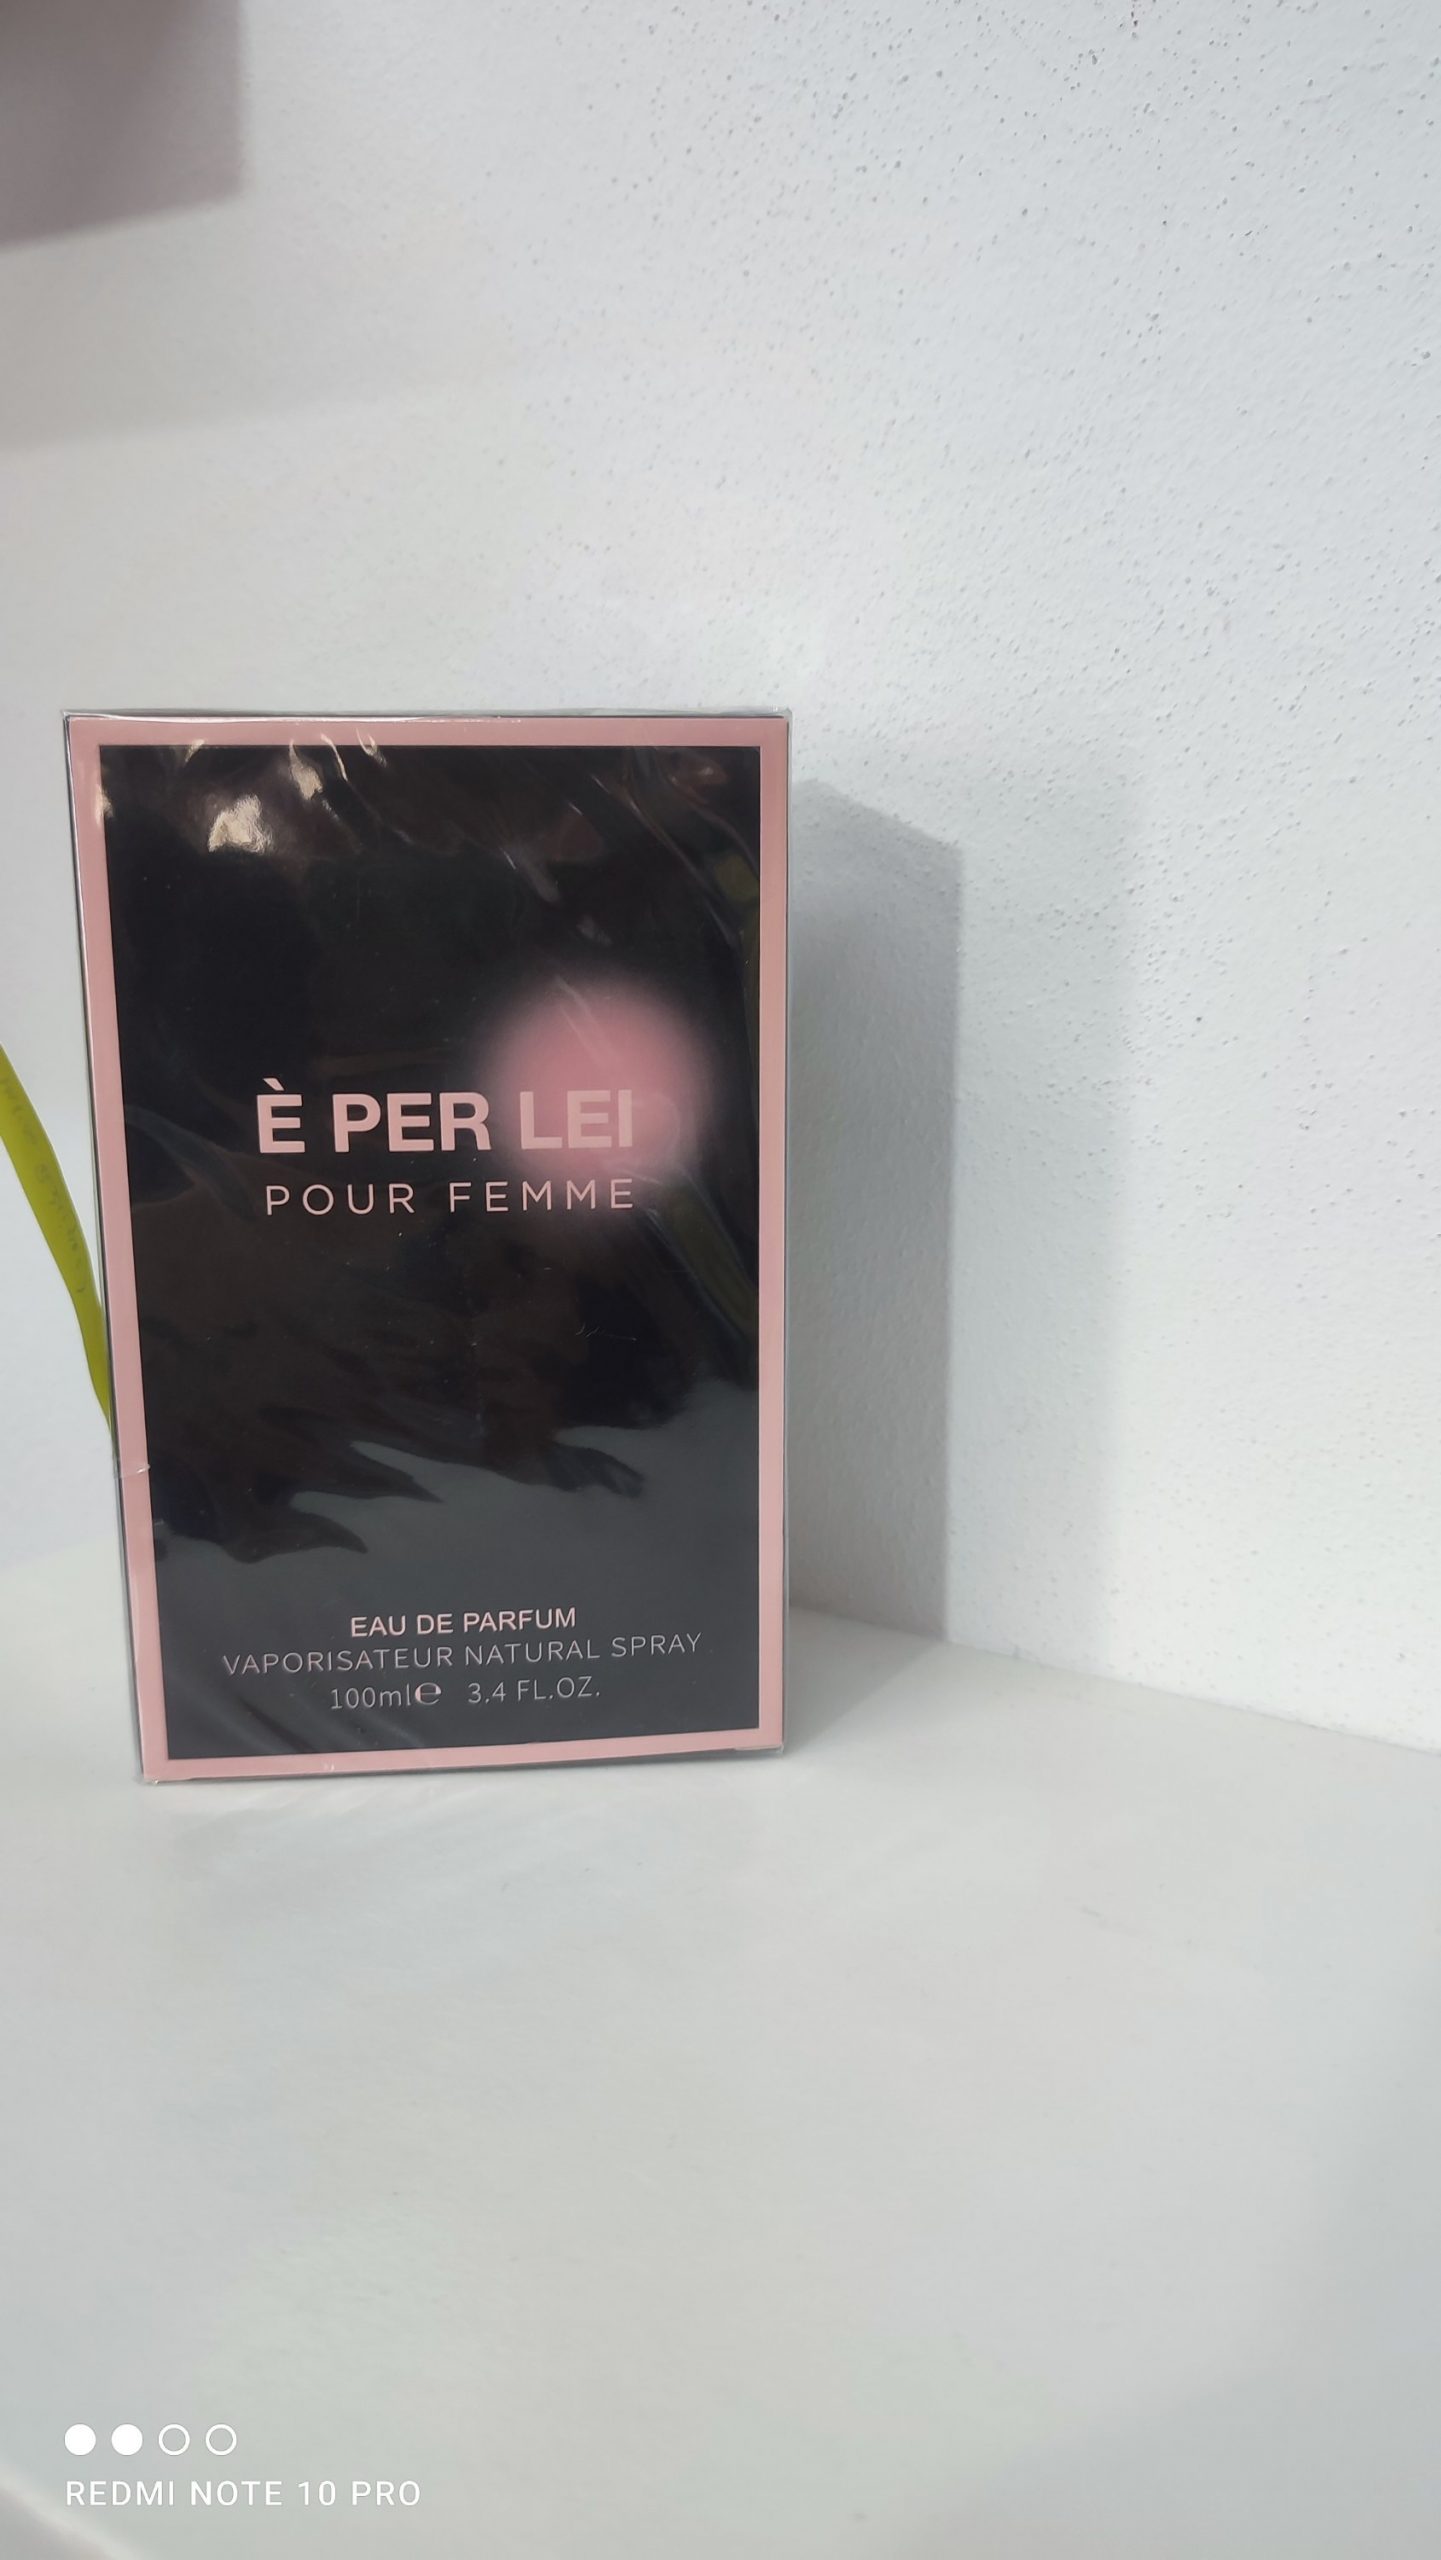 È PER LEI
POUR FEMME
EAU DE PARFUM
VAPORISATEUR NATURAL SPRAY
100ml℮ 3.4 FL.OZ.
REDMI NOTE 10 PRO